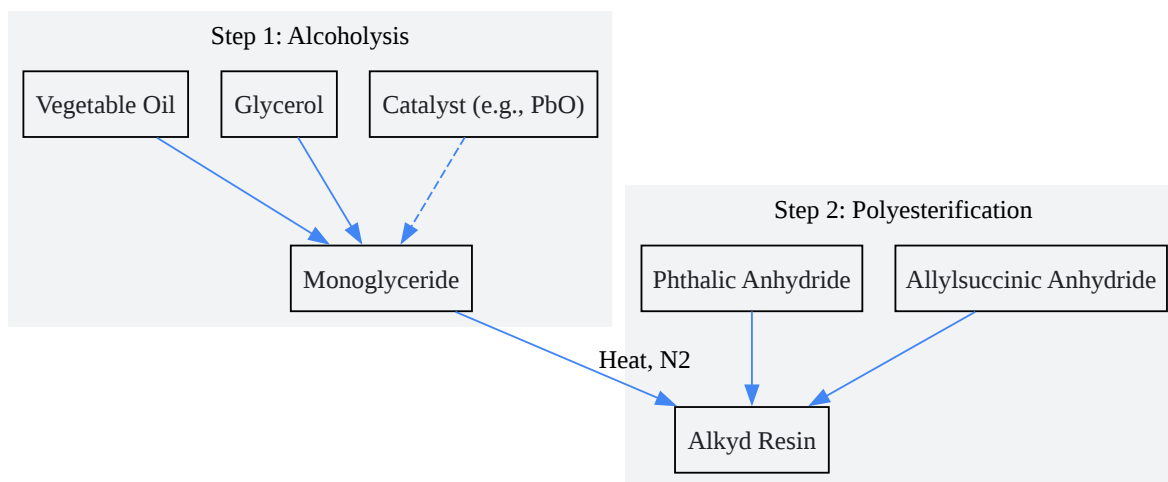 Step 1: Alcoholysis
Vegetable Oil
Glycerol
Catalyst (e.g., PbO)
Monoglyceride
Step 2: Polyesterification
Phthalic Anhydride
Allylsuccinic Anhydride
Heat, N2
Alkyd Resin